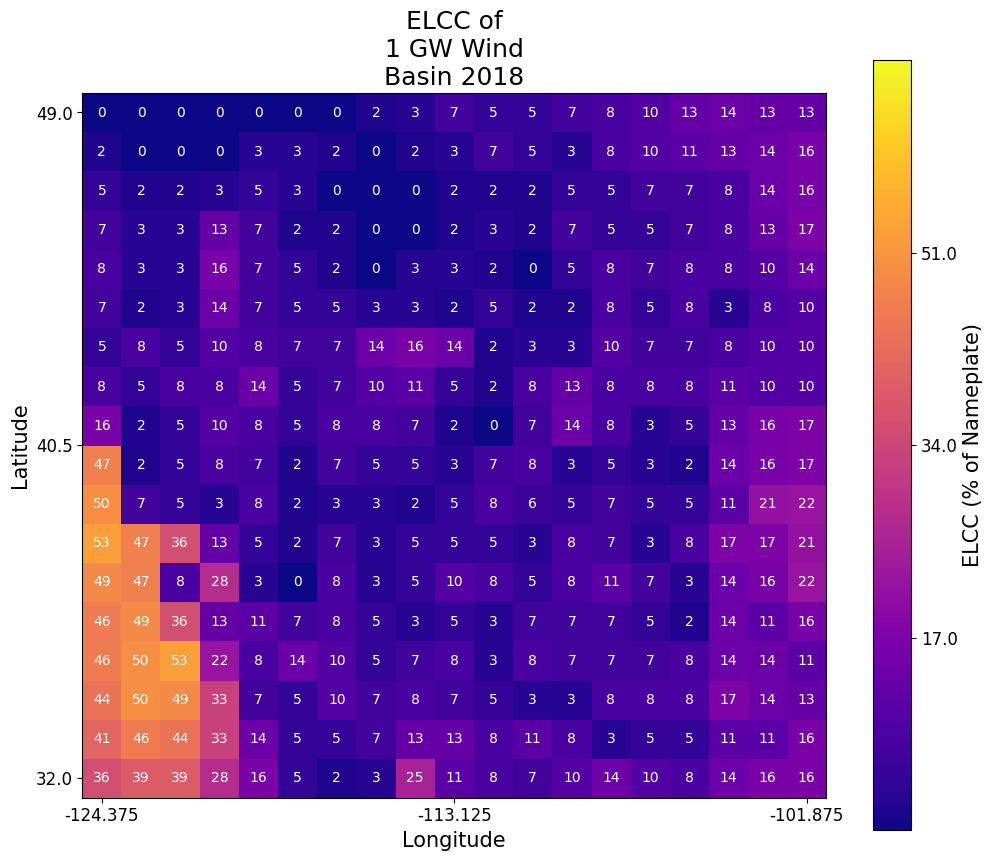 ELCC of
1 GW Wind
Basin 2018
49.0 0 0 0 0 0 0 0 2 3 7 5 5 7 8 10 13 14 13 13
2 0 0 0 3 3 2 0 2 3 7 5 3 8 10 11 13 14 16
5 2 2 3 5 3 0 0 0 2 2 2 5 5 7 7 8 14 16
7 3 3 13 7 2 2 0 0 2 3 2 7 5 5 7 8 13 17
8 3 3 16 7 5 2 0 3 3 2 0 5 8 7 8 8 10 14
7 2 3 14 7 5 5 3 3 2 5 2 2 8 5 8 3 8 10
5 8 5 10 8 7 7 14 16 14 2 3 3 10 7 7 8 10 10
8 5 8 8 14 5 7 10 11 5 2 8 13 8 8 8 11 10 10
16 2 5 10 8 5 8 8 7 2 0 7 14 8 3 5 13 16 17
40.5
47 2 5 8 7 2 7 5 5 3 7 8 3 5 3 2 14 16 17
50 7 5 3 8 2 3 3 2 5 8 6 5 7 5 5 11 21 22
53 47 36 13 5 2 7 3 5 5 5 3 8 7 3 8 17 17 21
49 47 8 28 3 0 8 3 5 10 8 5 8 11 7 3 14 16 22
46 49 36 13 11 7 8 5 3 5 3 7 7 7 5 2 14 11 16
46 50 53 22 8 14 10 5 7 8 3 8 7 7 7 8 14 14 11
44 50 49 33 7 5 10 7 8 7 5 3 3 8 8 8 17 14 13
41 46 44 33 14 5 5 7 13 13 8 11 8 3 5 5 11 11 16
32.0 36 39 39 28 16 5 2 3 25 11 8 7 10 14 10 8 14 16 16
-124.375 -113.125 -101.875
Longitude
Latitude
51.0
34.0
17.0
ELCC (% of Nameplate)